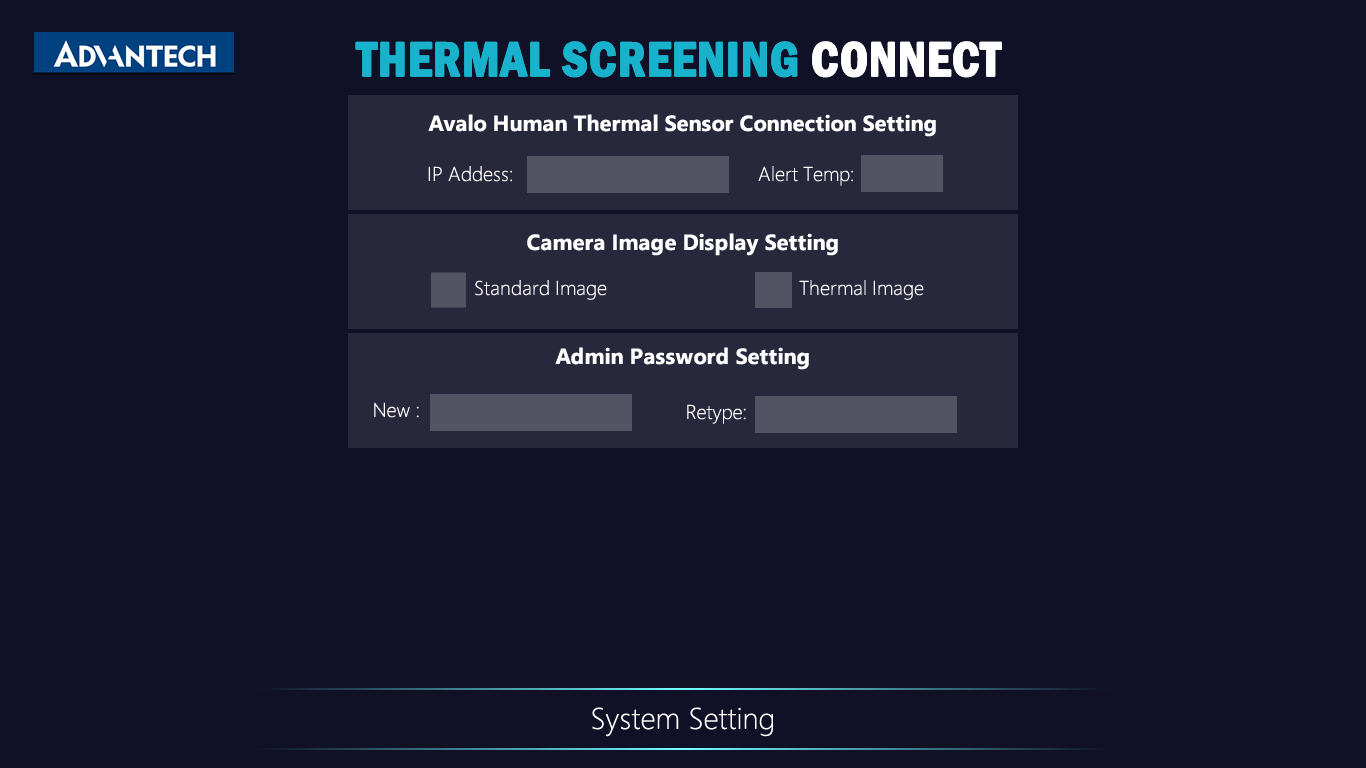 ADVANTECH
THERMAL SCREENING CONNECT
Avalo Human Thermal Sensor Connection Setting
IP Addess:
Alert Temp:
Camera Image Display Setting
Standard Image
Thermal Image
Admin Password Setting
New :
Retype:
System Setting